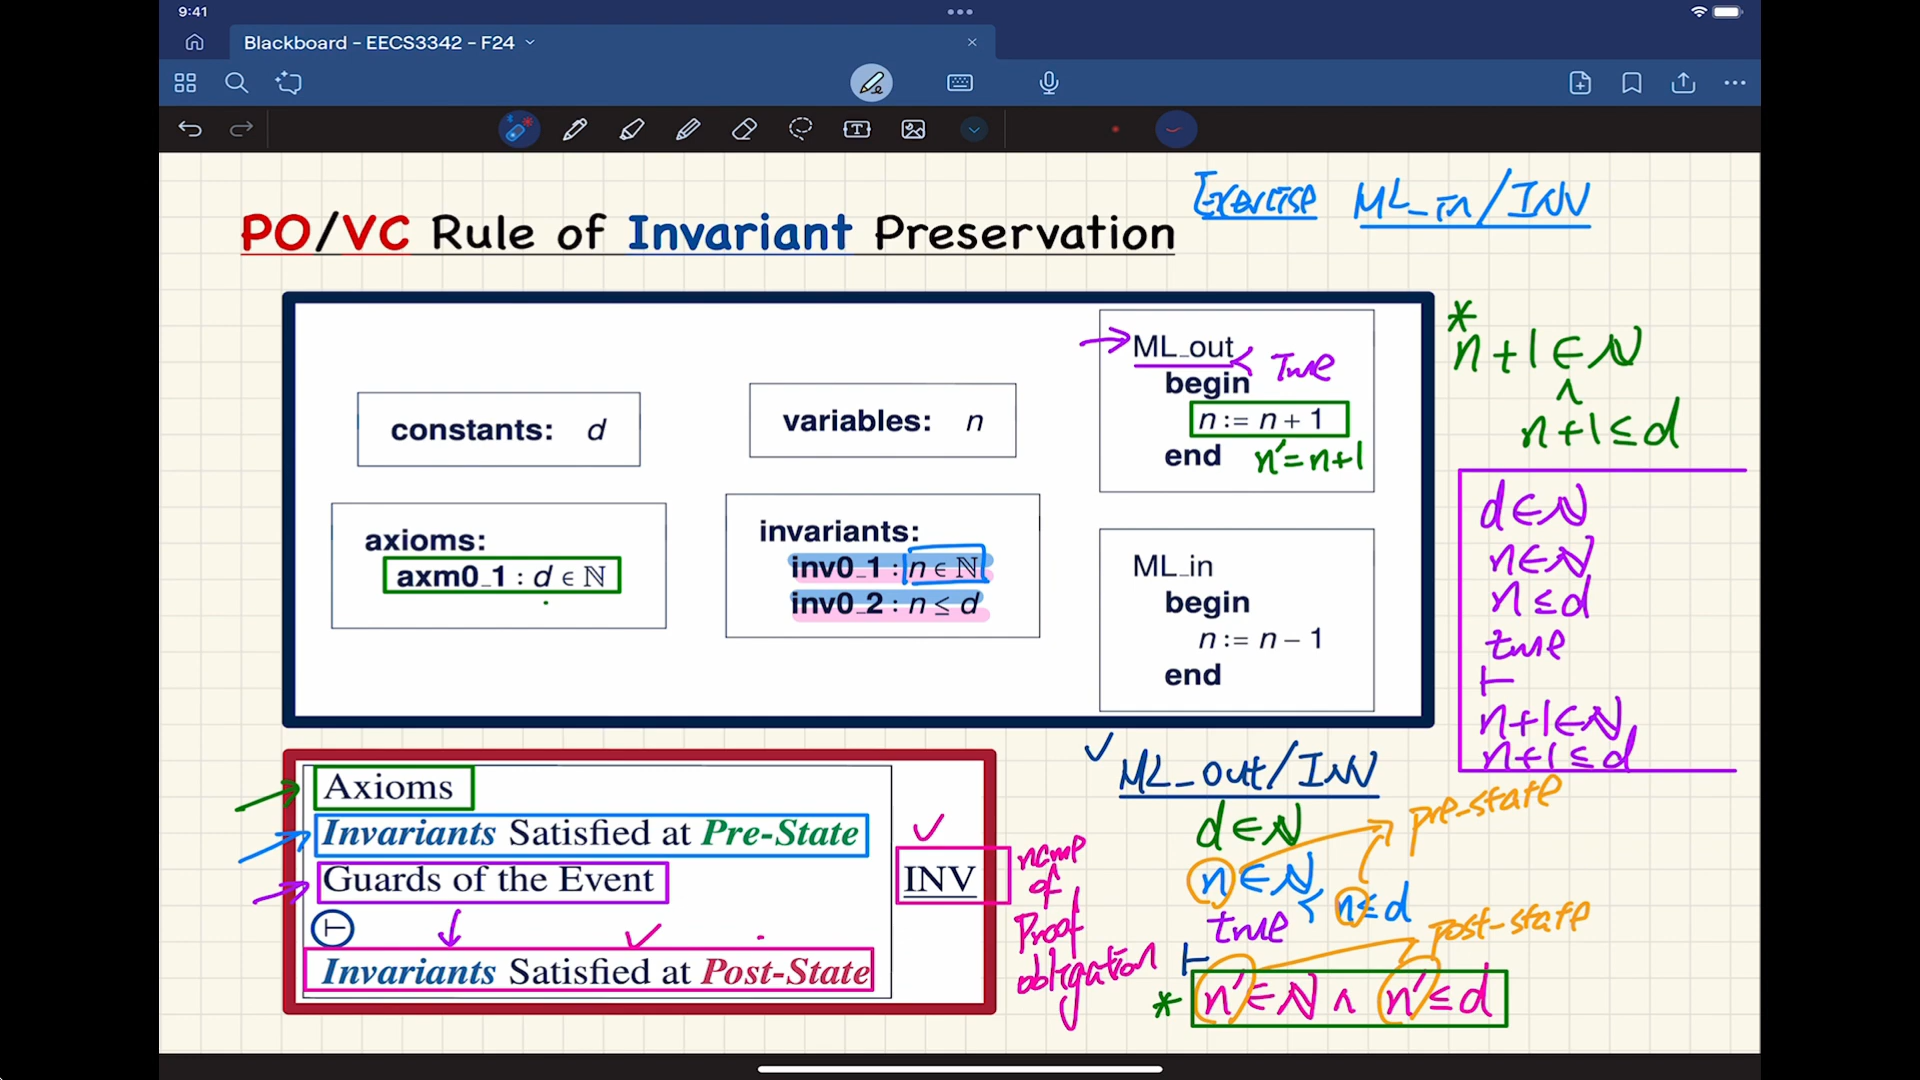 9:41
Blackboard - EECS3342 - F24
Exercise ML_in/INV
PO/VC Rule of Invariant Preservation
constants: d
variables: n
ML_out
True
begin
n := n + 1
end n′=n+1
axioms:
axm0_1 : d ∈ ℕ
invariants:
inv0_1 : n ∈ ℕ
inv0_2 : n ≤ d
ML_in
begin
n := n − 1
end
*
n+1 ∈ ℕ
∧
n+1 ≤ d
d ∈ ℕ
n ∈ ℕ
n ≤ d
true
⊢
n+1 ∈ ℕ
n+1 ≤ d
Axioms
Invariants Satisfied at Pre-State
Guards of the Event
⊢
Invariants Satisfied at Post-State
INV
name
of
Proof
obligation
✓ ML_out/INV
d ∈ ℕ
pre-state
n ∈ ℕ
n ≤ d
true
post-state
⊢
* n′ ∈ ℕ ∧ n′ ≤ d